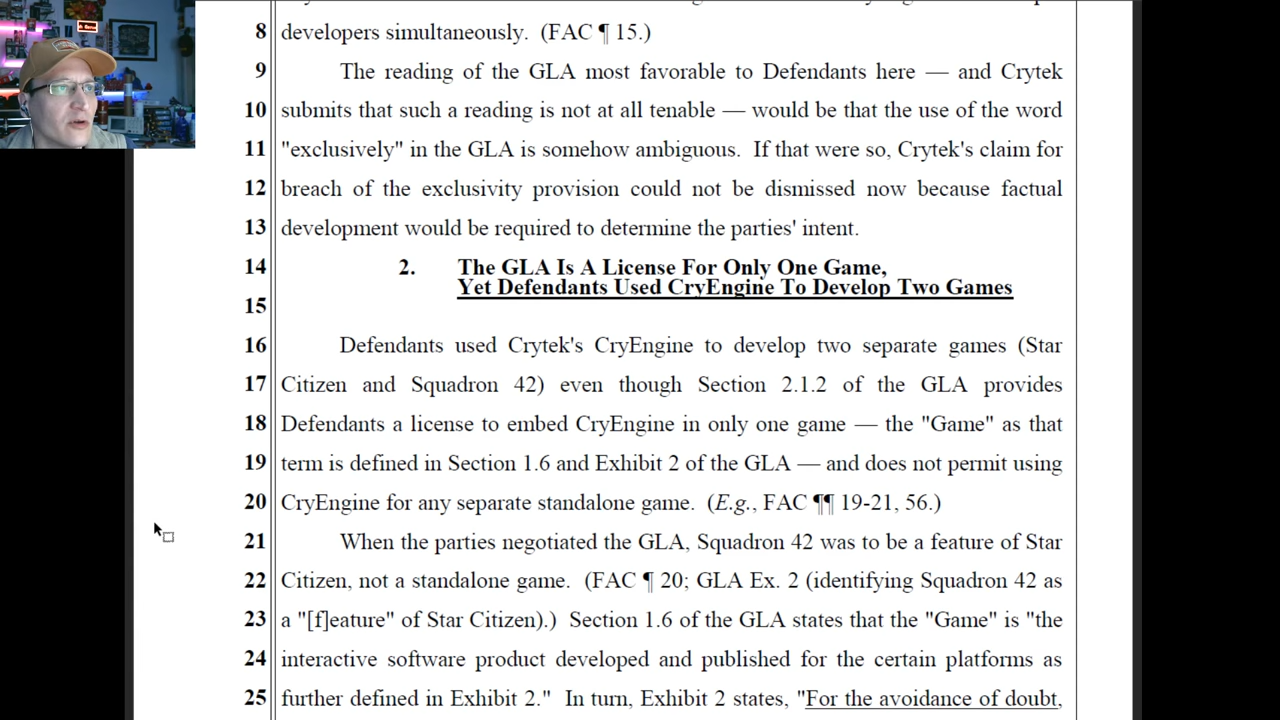 8 developers simultaneously. (FAC ¶ 15.)
9 The reading of the GLA most favorable to Defendants here — and Crytek
10 submits that such a reading is not at all tenable — would be that the use of the word
11 "exclusively" in the GLA is somehow ambiguous. If that were so, Crytek's claim for
12 breach of the exclusivity provision could not be dismissed now because factual
13 development would be required to determine the parties' intent.
14 2. The GLA Is A License For Only One Game,
Yet Defendants Used CryEngine To Develop Two Games
15
16 Defendants used Crytek's CryEngine to develop two separate games (Star
17 Citizen and Squadron 42) even though Section 2.1.2 of the GLA provides
18 Defendants a license to embed CryEngine in only one game — the "Game" as that
19 term is defined in Section 1.6 and Exhibit 2 of the GLA — and does not permit using
20 CryEngine for any separate standalone game. (E.g., FAC ¶¶ 19-21, 56.)
21 When the parties negotiated the GLA, Squadron 42 was to be a feature of Star
22 Citizen, not a standalone game. (FAC ¶ 20; GLA Ex. 2 (identifying Squadron 42 as
23 a "[f]eature" of Star Citizen).) Section 1.6 of the GLA states that the "Game" is "the
24 interactive software product developed and published for the certain platforms as
25 further defined in Exhibit 2." In turn, Exhibit 2 states, "For the avoidance of doubt,